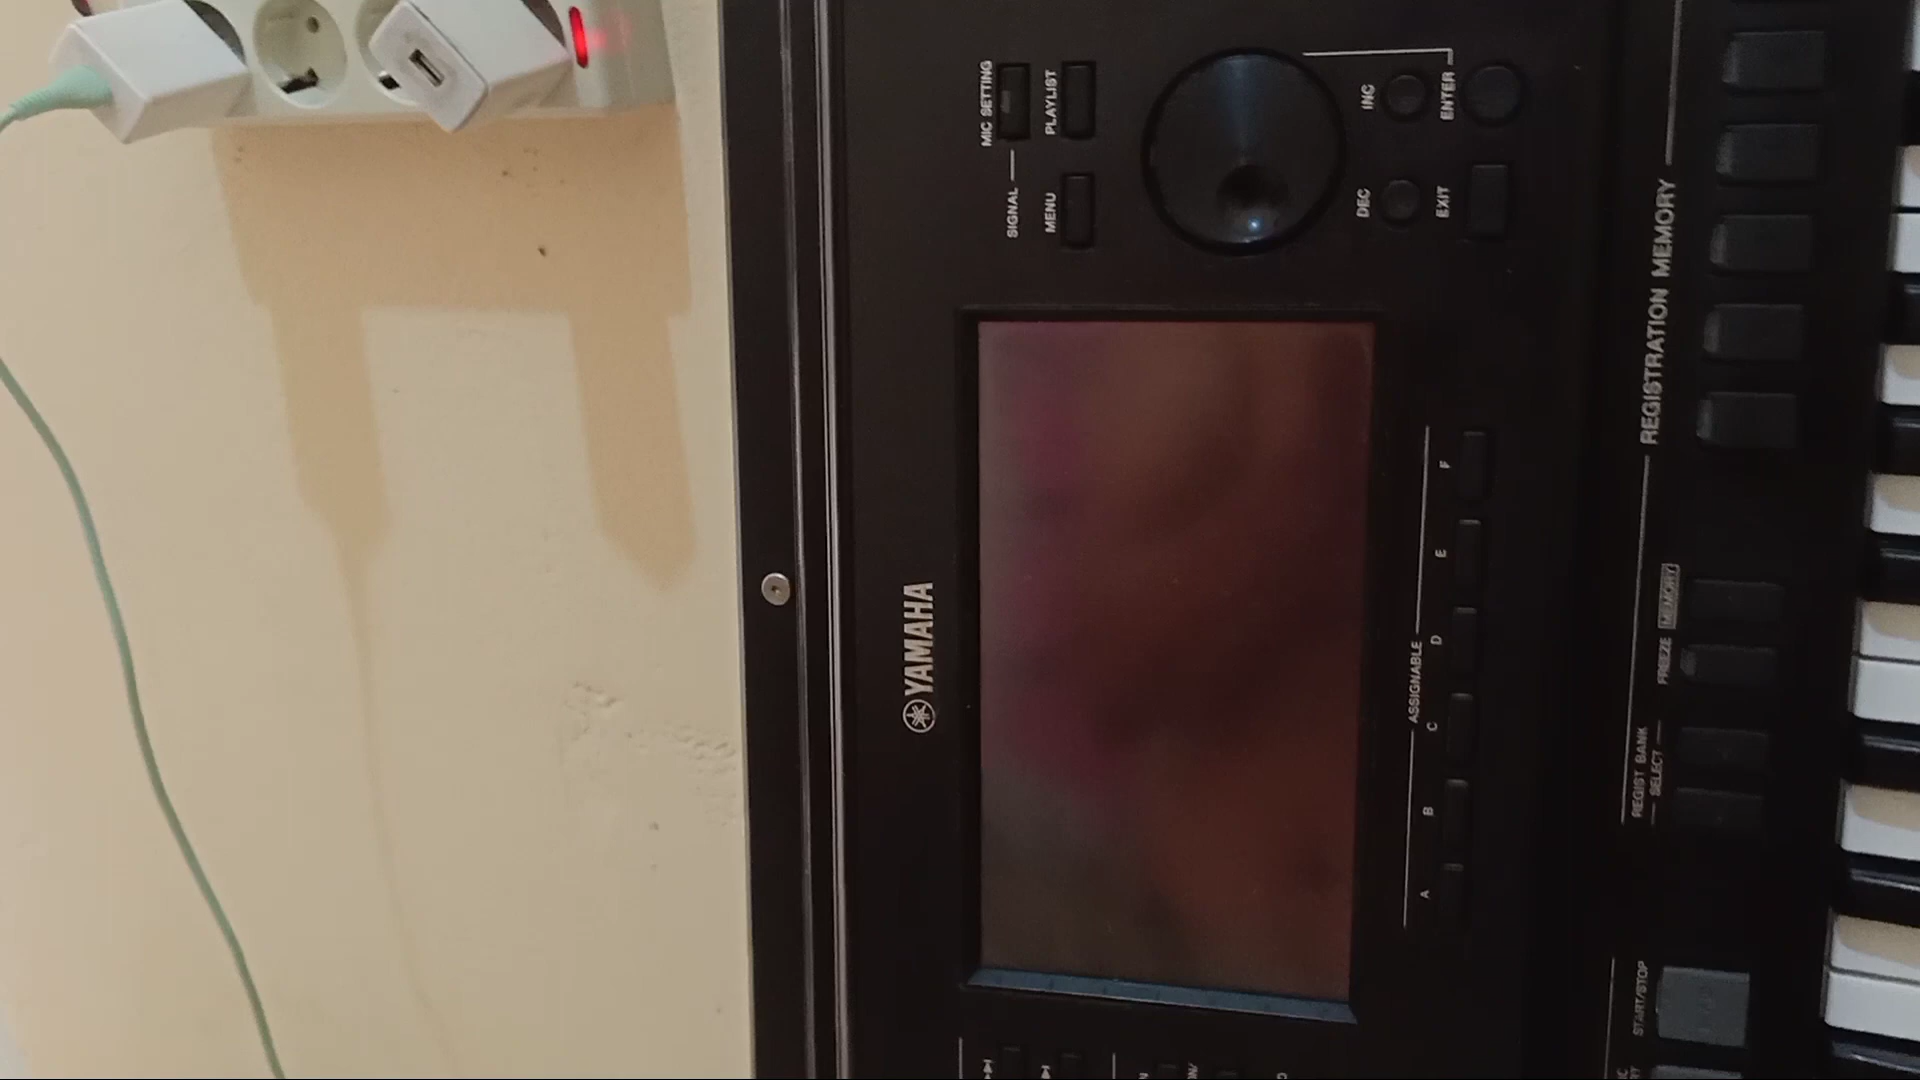 MIC SETTING
SIGNAL
PLAYLIST
MENU
INC
DEC
ENTER
EXIT
YAMAHA
ASSIGNABLE
A B C D E F
REGISTRATION MEMORY
REGIST BANK
SELECT
FREEZE MEMORY
START/STOP